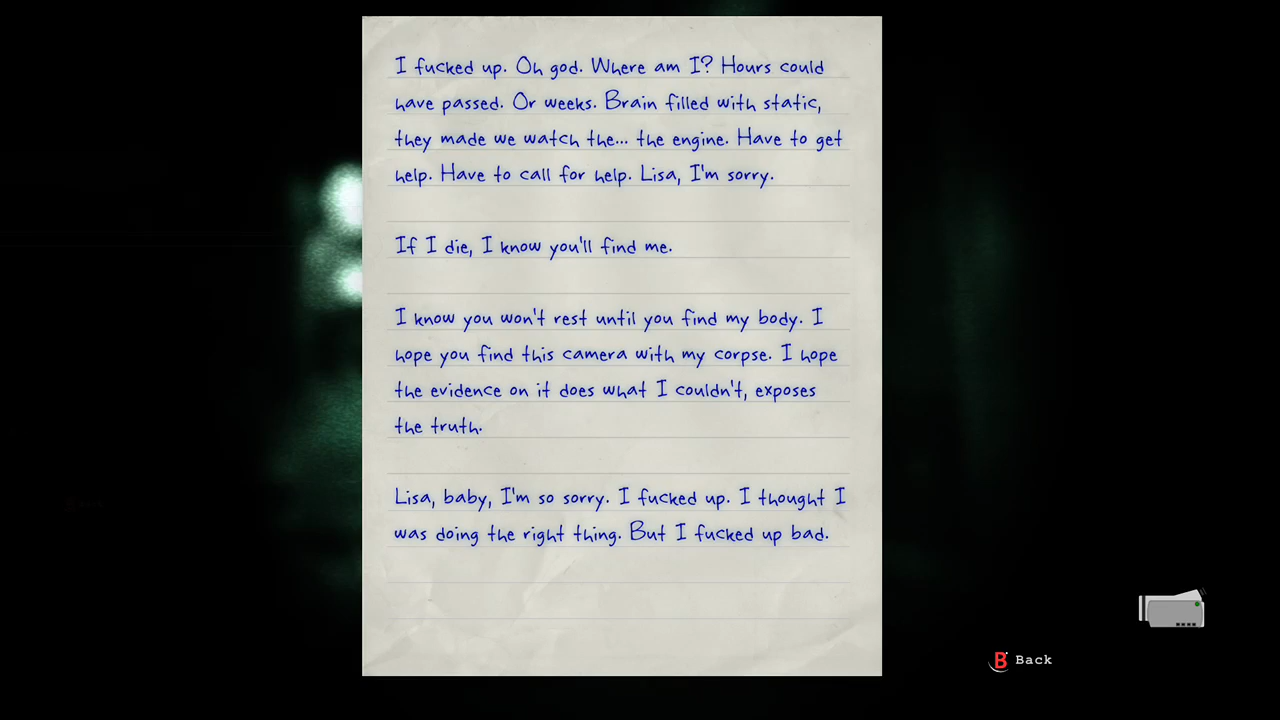 I fucked up. Oh god. Where am I? Hours could
have passed. Or weeks. Brain filled with static,
they made we watch the... the engine. Have to get
help. Have to call for help. Lisa, I'm sorry.
If I die, I know you'll find me.
I know you won't rest until you find my body. I
hope you find this camera with my corpse. I hope
the evidence on it does what I couldn't, exposes
the truth.
Lisa, baby, I'm so sorry. I fucked up. I thought I
was doing the right thing. But I fucked up bad.
B Back